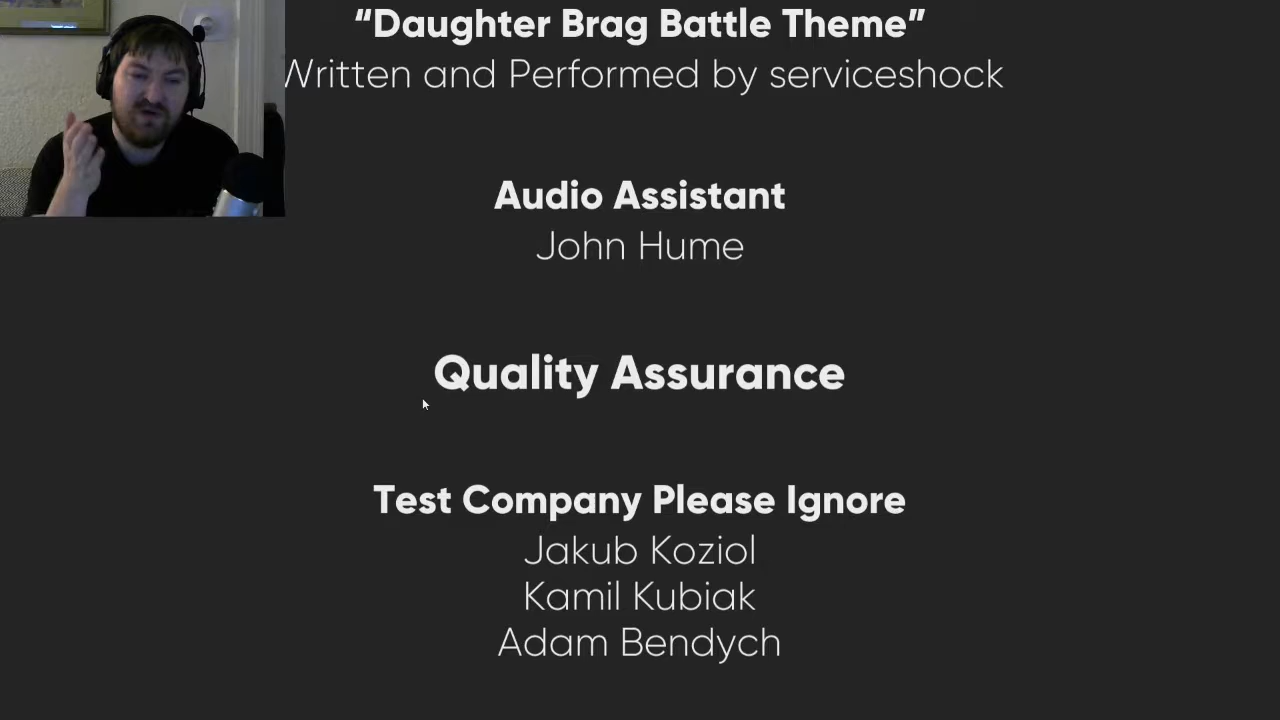 “Daughter Brag Battle Theme”
Written and Performed by serviceshock
Audio Assistant
John Hume
Quality Assurance
Test Company Please Ignore
Jakub Koziol
Kamil Kubiak
Adam Bendych